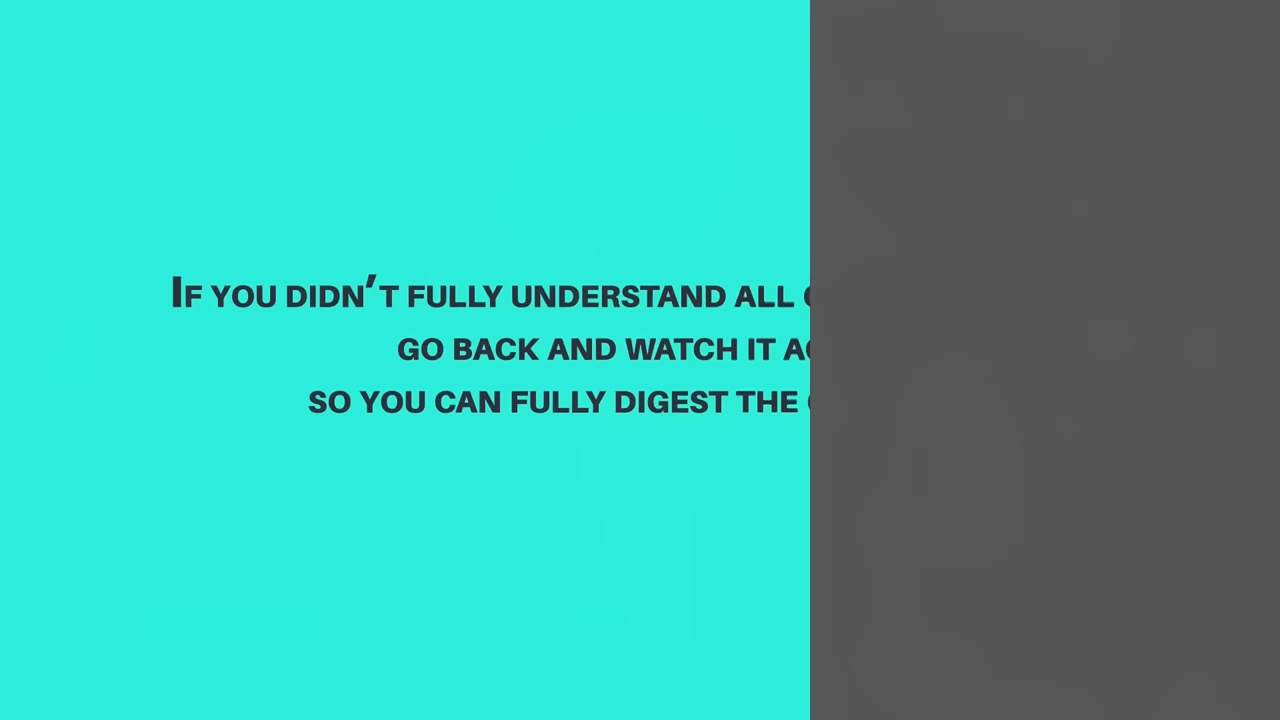 If you didn't fully understand all
go back and watch it
so you can fully digest the